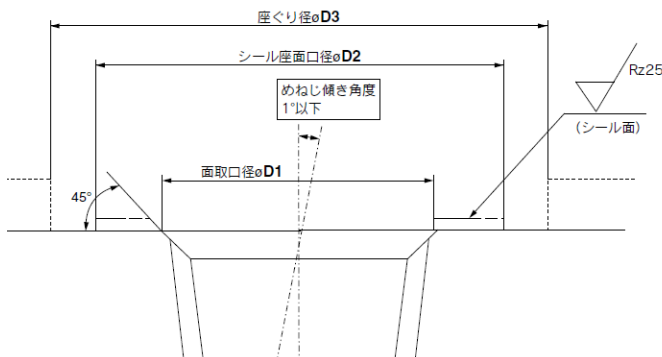 座ぐり径øD3
シール座面口径øD2
Rz25
めねじ傾き角度
1°以下
(シール面)
面取口径øD1
45°